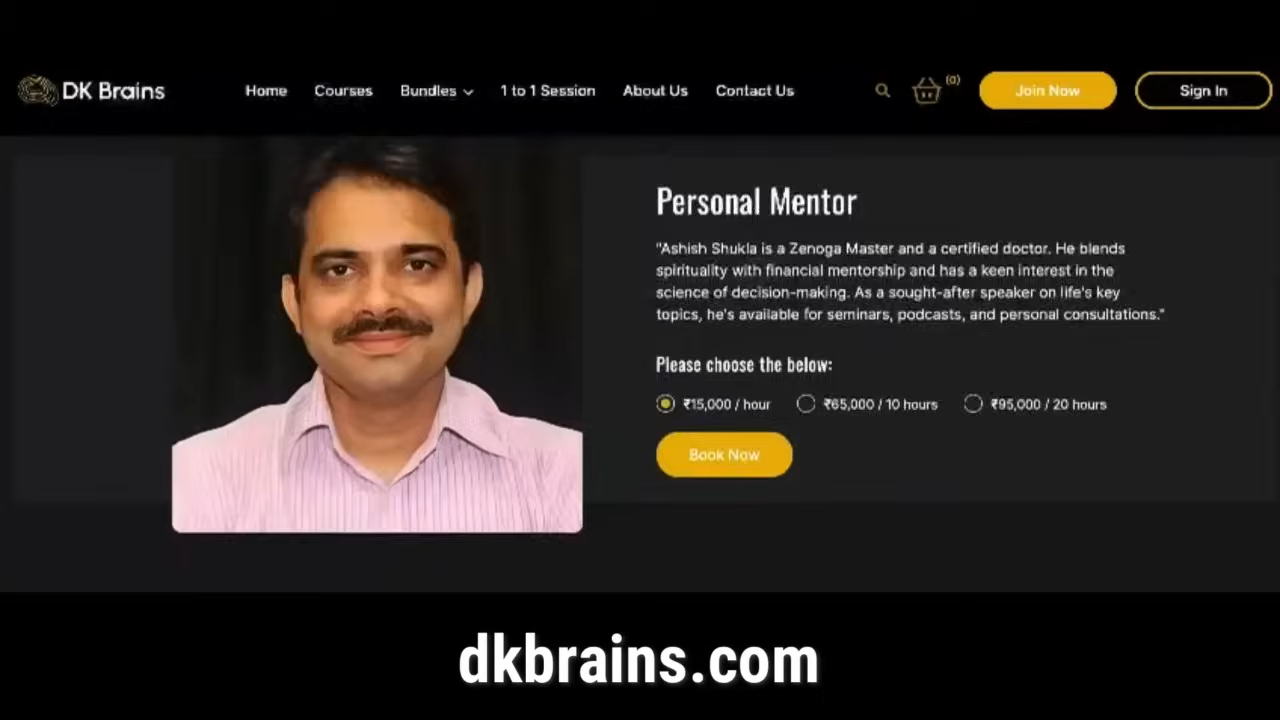 DK Brains
Home Courses Bundles 1 to 1 Session About Us Contact Us
(0)
Join Now
Sign In
Personal Mentor
"Ashish Shukla is a Zenoga Master and a certified doctor. He blends
spirituality with financial mentorship and has a keen interest in the
science of decision-making. As a sought-after speaker on life's key
topics, he's available for seminars, podcasts, and personal consultations."
Please choose the below:
₹15,000 / hour ₹65,000 / 10 hours ₹95,000 / 20 hours
Book Now
dkbrains.com